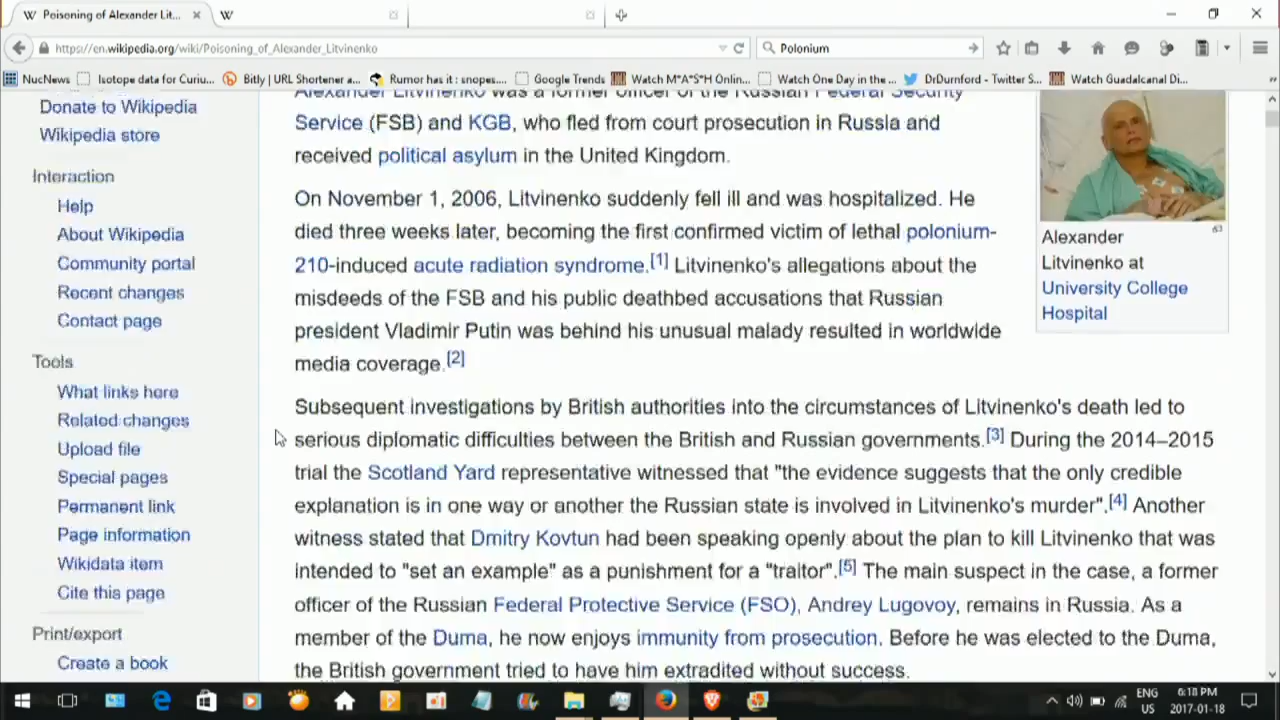 Poisoning of Alexander Lit...
https://en.wikipedia.org/wiki/Poisoning_of_Alexander_Litvinenko
Polonium
NucNews
Isotope data for Curiu...
Bitly | URL Shortener a...
Rumor has it : snopes....
Google Trends
Watch M*A*S*H Onlin...
Watch One Day in the ...
DrDurnford - Twitter S...
Watch Guadalcanal Di...
Donate to Wikipedia
Wikipedia store
Interaction
Help
About Wikipedia
Community portal
Recent changes
Contact page
Tools
What links here
Related changes
Upload file
Special pages
Permanent link
Page information
Wikidata item
Cite this page
Print/export
Create a book
Alexander Litvinenko was a former officer of the Russian Federal Security
Service (FSB) and KGB, who fled from court prosecution in Russia and
received political asylum in the United Kingdom.
On November 1, 2006, Litvinenko suddenly fell ill and was hospitalized. He
died three weeks later, becoming the first confirmed victim of lethal polonium-
210-induced acute radiation syndrome.[1] Litvinenko's allegations about the
misdeeds of the FSB and his public deathbed accusations that Russian
president Vladimir Putin was behind his unusual malady resulted in worldwide
media coverage.[2]
Alexander
Litvinenko at
University College
Hospital
Subsequent investigations by British authorities into the circumstances of Litvinenko's death led to
serious diplomatic difficulties between the British and Russian governments.[3] During the 2014–2015
trial the Scotland Yard representative witnessed that "the evidence suggests that the only credible
explanation is in one way or another the Russian state is involved in Litvinenko's murder".[4] Another
witness stated that Dmitry Kovtun had been speaking openly about the plan to kill Litvinenko that was
intended to "set an example" as a punishment for a "traitor".[5] The main suspect in the case, a former
officer of the Russian Federal Protective Service (FSO), Andrey Lugovoy, remains in Russia. As a
member of the Duma, he now enjoys immunity from prosecution. Before he was elected to the Duma,
the British government tried to have him extradited without success.
ENG
US
6:18 PM
2017-01-18